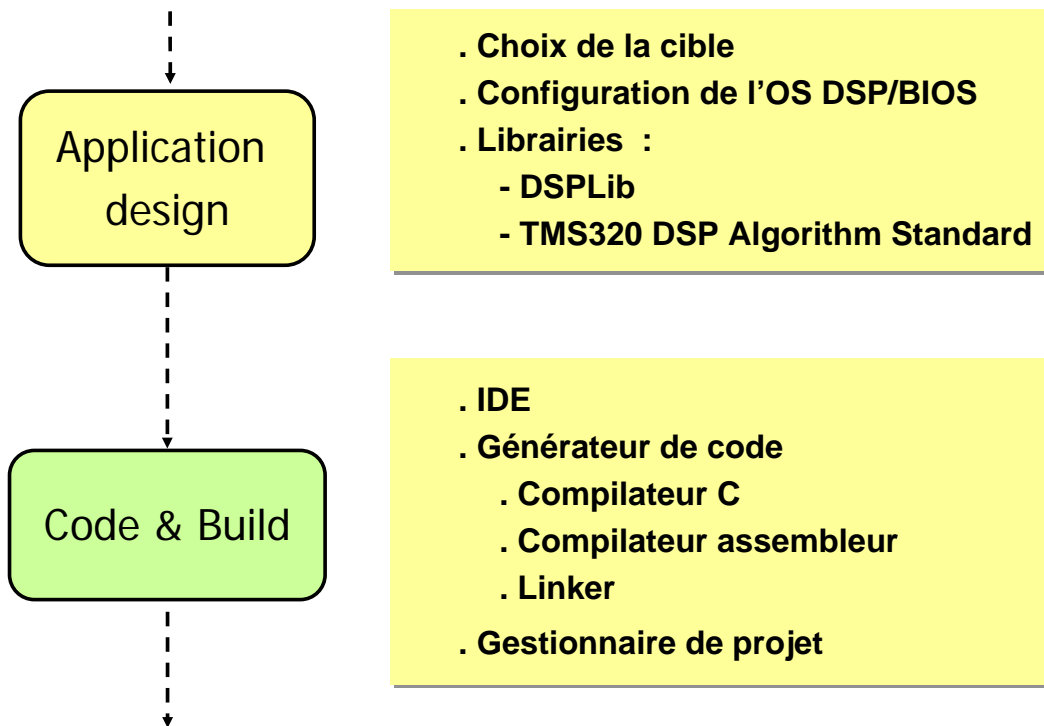 Application
design
. Choix de la cible
. Configuration de l’OS DSP/BIOS
. Librairies :
- DSPLib
- TMS320 DSP Algorithm Standard
Code & Build
. IDE
. Générateur de code
. Compilateur C
. Compilateur assembleur
. Linker
. Gestionnaire de projet